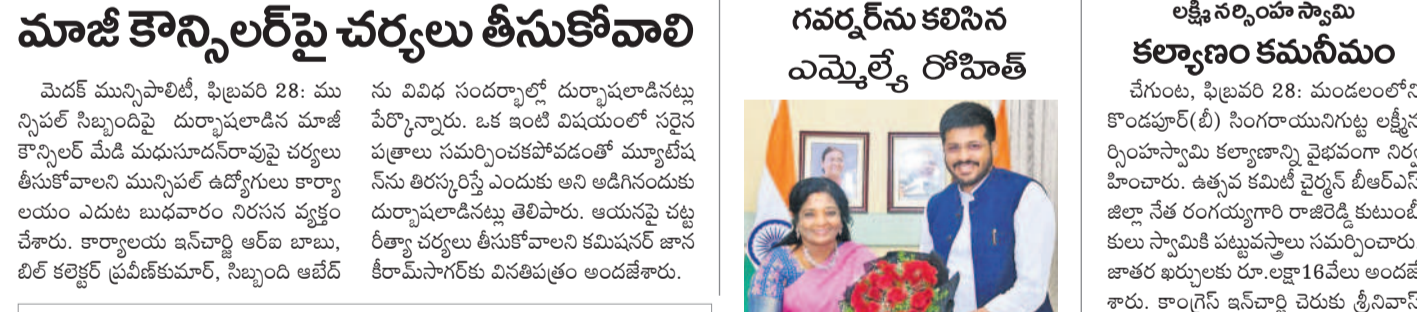 మాజీ కౌన్సిలర్‌పై చర్యలు తీసుకోవాలి
మెదక్ మున్సిపాలిటీ, ఫిబ్రవరి 28: ము
న్సిపల్ సిబ్బందిపై దుర్భాషలాడిన మాజీ
కౌన్సిలర్ మేడి మధుసూదన్‌రావుపై చర్యలు
తీసుకోవాలని మున్సిపల్ ఉద్యోగులు కార్యా
లయం ఎదుట బుధవారం నిరసన వ్యక్తం
చేశారు. కార్యాలయ ఇన్‌చార్జి ఆర్ఐ బాబు,
బిల్ కలెక్టర్ ప్రవీణ్‌కుమార్, సిబ్బంది ఆబేద్
ను వివిధ సందర్భాల్లో దుర్భాషలాడినట్లు
పేర్కొన్నారు. ఒక ఇంటి విషయంలో సరైన
పత్రాలు సమర్పించకపోవడంతో మ్యూటేష
న్‌ను తిరస్కరిస్తే ఎందుకు అని అడిగినందుకు
దుర్భాషలాడినట్లు తెలిపారు. ఆయనపై చట్ట
రీత్యా చర్యలు తీసుకోవాలని కమిషనర్ జాన
కీరామ్‌సాగర్‌కు వినతిపత్రం అందజేశారు.
గవర్నర్‌ను కలిసిన
ఎమ్మెల్యే రోహిత్
లక్ష్మీ నర్సింహ స్వామి
కల్యాణం కమనీమం
చేగుంట, ఫిబ్రవరి 28: మండలంలోని
కొండపూర్(బీ) సింగరాయునిగుట్ట లక్ష్మీన
ర్సింహస్వామి కల్యాణాన్ని వైభవంగా నిర్వ
హించారు. ఉత్సవ కమిటీ చైర్మన్ బీఆర్ఎస్
జిల్లా నేత రంగయ్యగారి రాజిరెడ్డి కుటుంబీ
కులు స్వామికి పట్టువస్త్రాలు సమర్పించారు.
జాతర ఖర్చులకు రూ.లక్షా16వేలు అందజే
శారు. కాంగ్రెస్ ఇన్‌చార్జి చెరుకు శ్రీనివాస్